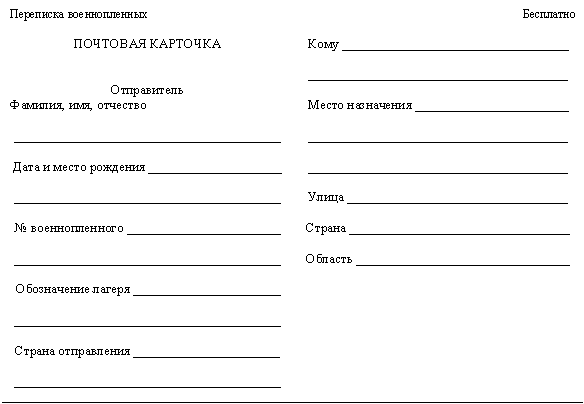 Переписка военнопленных
Бесплатно
ПОЧТОВАЯ КАРТОЧКА
Отправитель
Фамилия, имя, отчество
Дата и место рождения
№ военнопленного
Обозначение лагеря
Страна отправления
Кому
Место назначения
Улица
Страна
Область